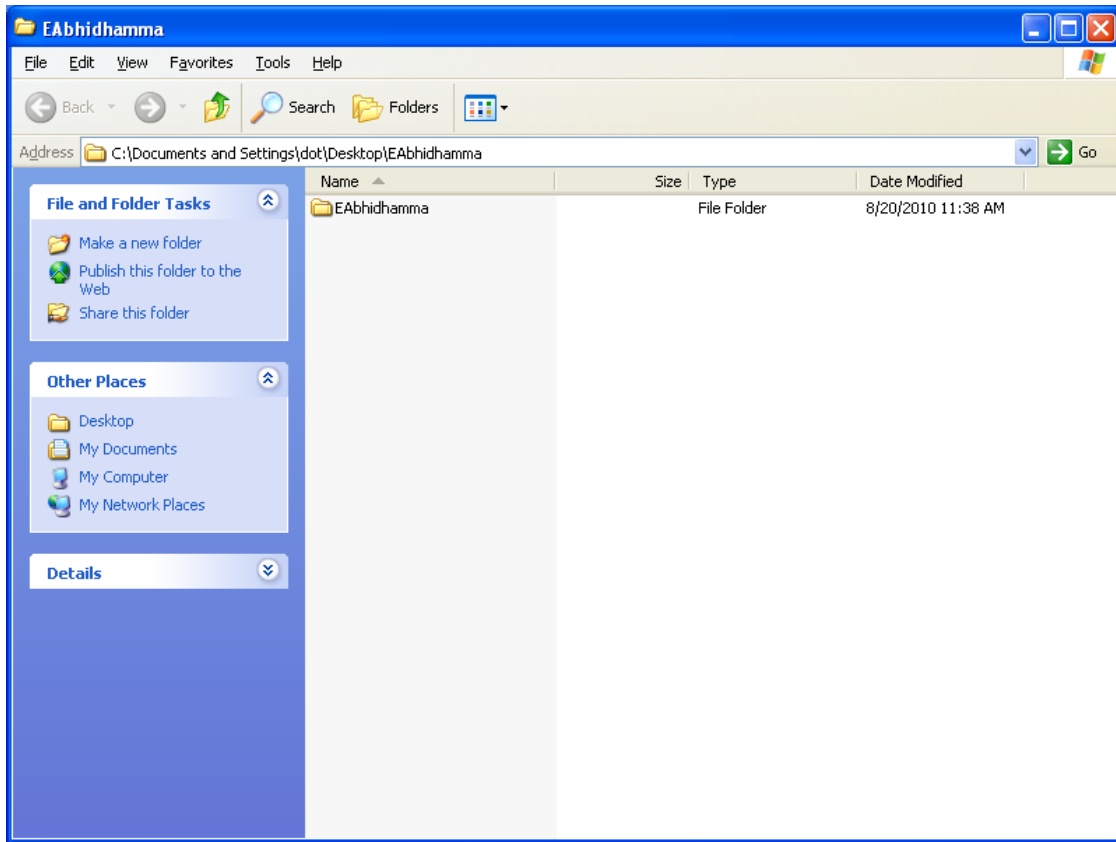 EAbhidhamma
File Edit View Favorites Tools Help
Back Search Folders
Address C:\Documents and Settings\dot\Desktop\EAbhidhamma Go
File and Folder Tasks
Make a new folder
Publish this folder to the
Web
Share this folder
Other Places
Desktop
My Documents
My Computer
My Network Places
Details
Name Size Type Date Modified
EAbhidhamma File Folder 8/20/2010 11:38 AM